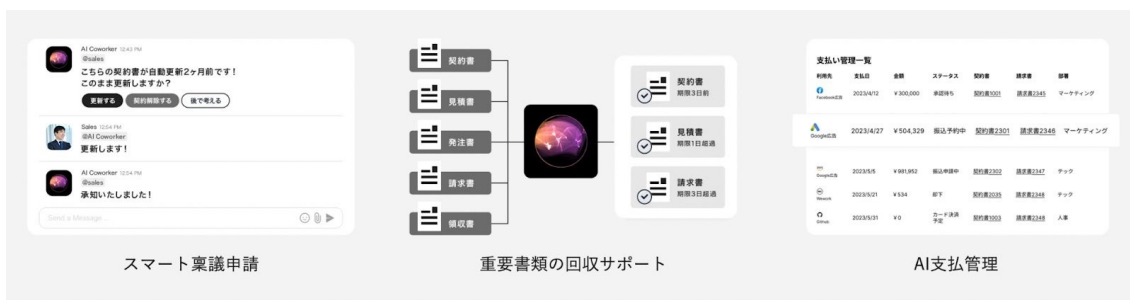 AI Coworker 12:43 PM
@sales
こちらの契約書が自動更新2ヶ月前です！
このまま更新しますか？
更新する 契約解除する 後で考える
Sales 12:54 PM
@AI Coworker
更新します！
AI Coworker 12:54 PM
@sales
承知いたしました！
Send a Message...
スマート稟議申請
契約書
見積書
発注書
請求書
領収書
契約書
期限3日前
見積書
期限1日超過
請求書
期限3日超過
重要書類の回収サポート
支払い管理一覧
利用先 支払日 金額 ステータス 契約書 請求書 部署
Facebook広告 2023/4/12 ￥300,000 承認待ち 契約書1001 請求書2345 マーケティング
Google広告 2023/4/27 ￥504,329 振込予約中 契約書2301 請求書2346 マーケティング
Google広告 2023/5/5 ￥981,952 振込申請中 契約書2302 請求書2347 テック
2023/5/21 ￥534 却下 契約書2035 請求書2348 テック
Github 2023/5/31 ￥0 カード決済予定 契約書1003 請求書2348 人事
AI支払管理